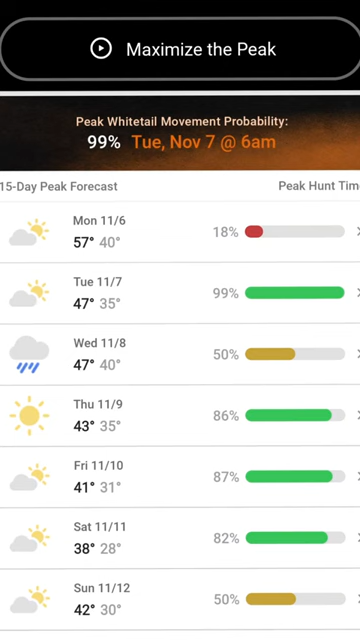 Maximize the Peak
Peak Whitetail Movement Probability:
99% Tue, Nov 7 @ 6am
15-Day Peak Forecast Peak Hunt Time
Mon 11/6
57° 40° 18%
Tue 11/7
47° 35° 99%
Wed 11/8
47° 40° 50%
Thu 11/9
43° 35° 86%
Fri 11/10
41° 31° 87%
Sat 11/11
38° 28° 82%
Sun 11/12
42° 30° 50%